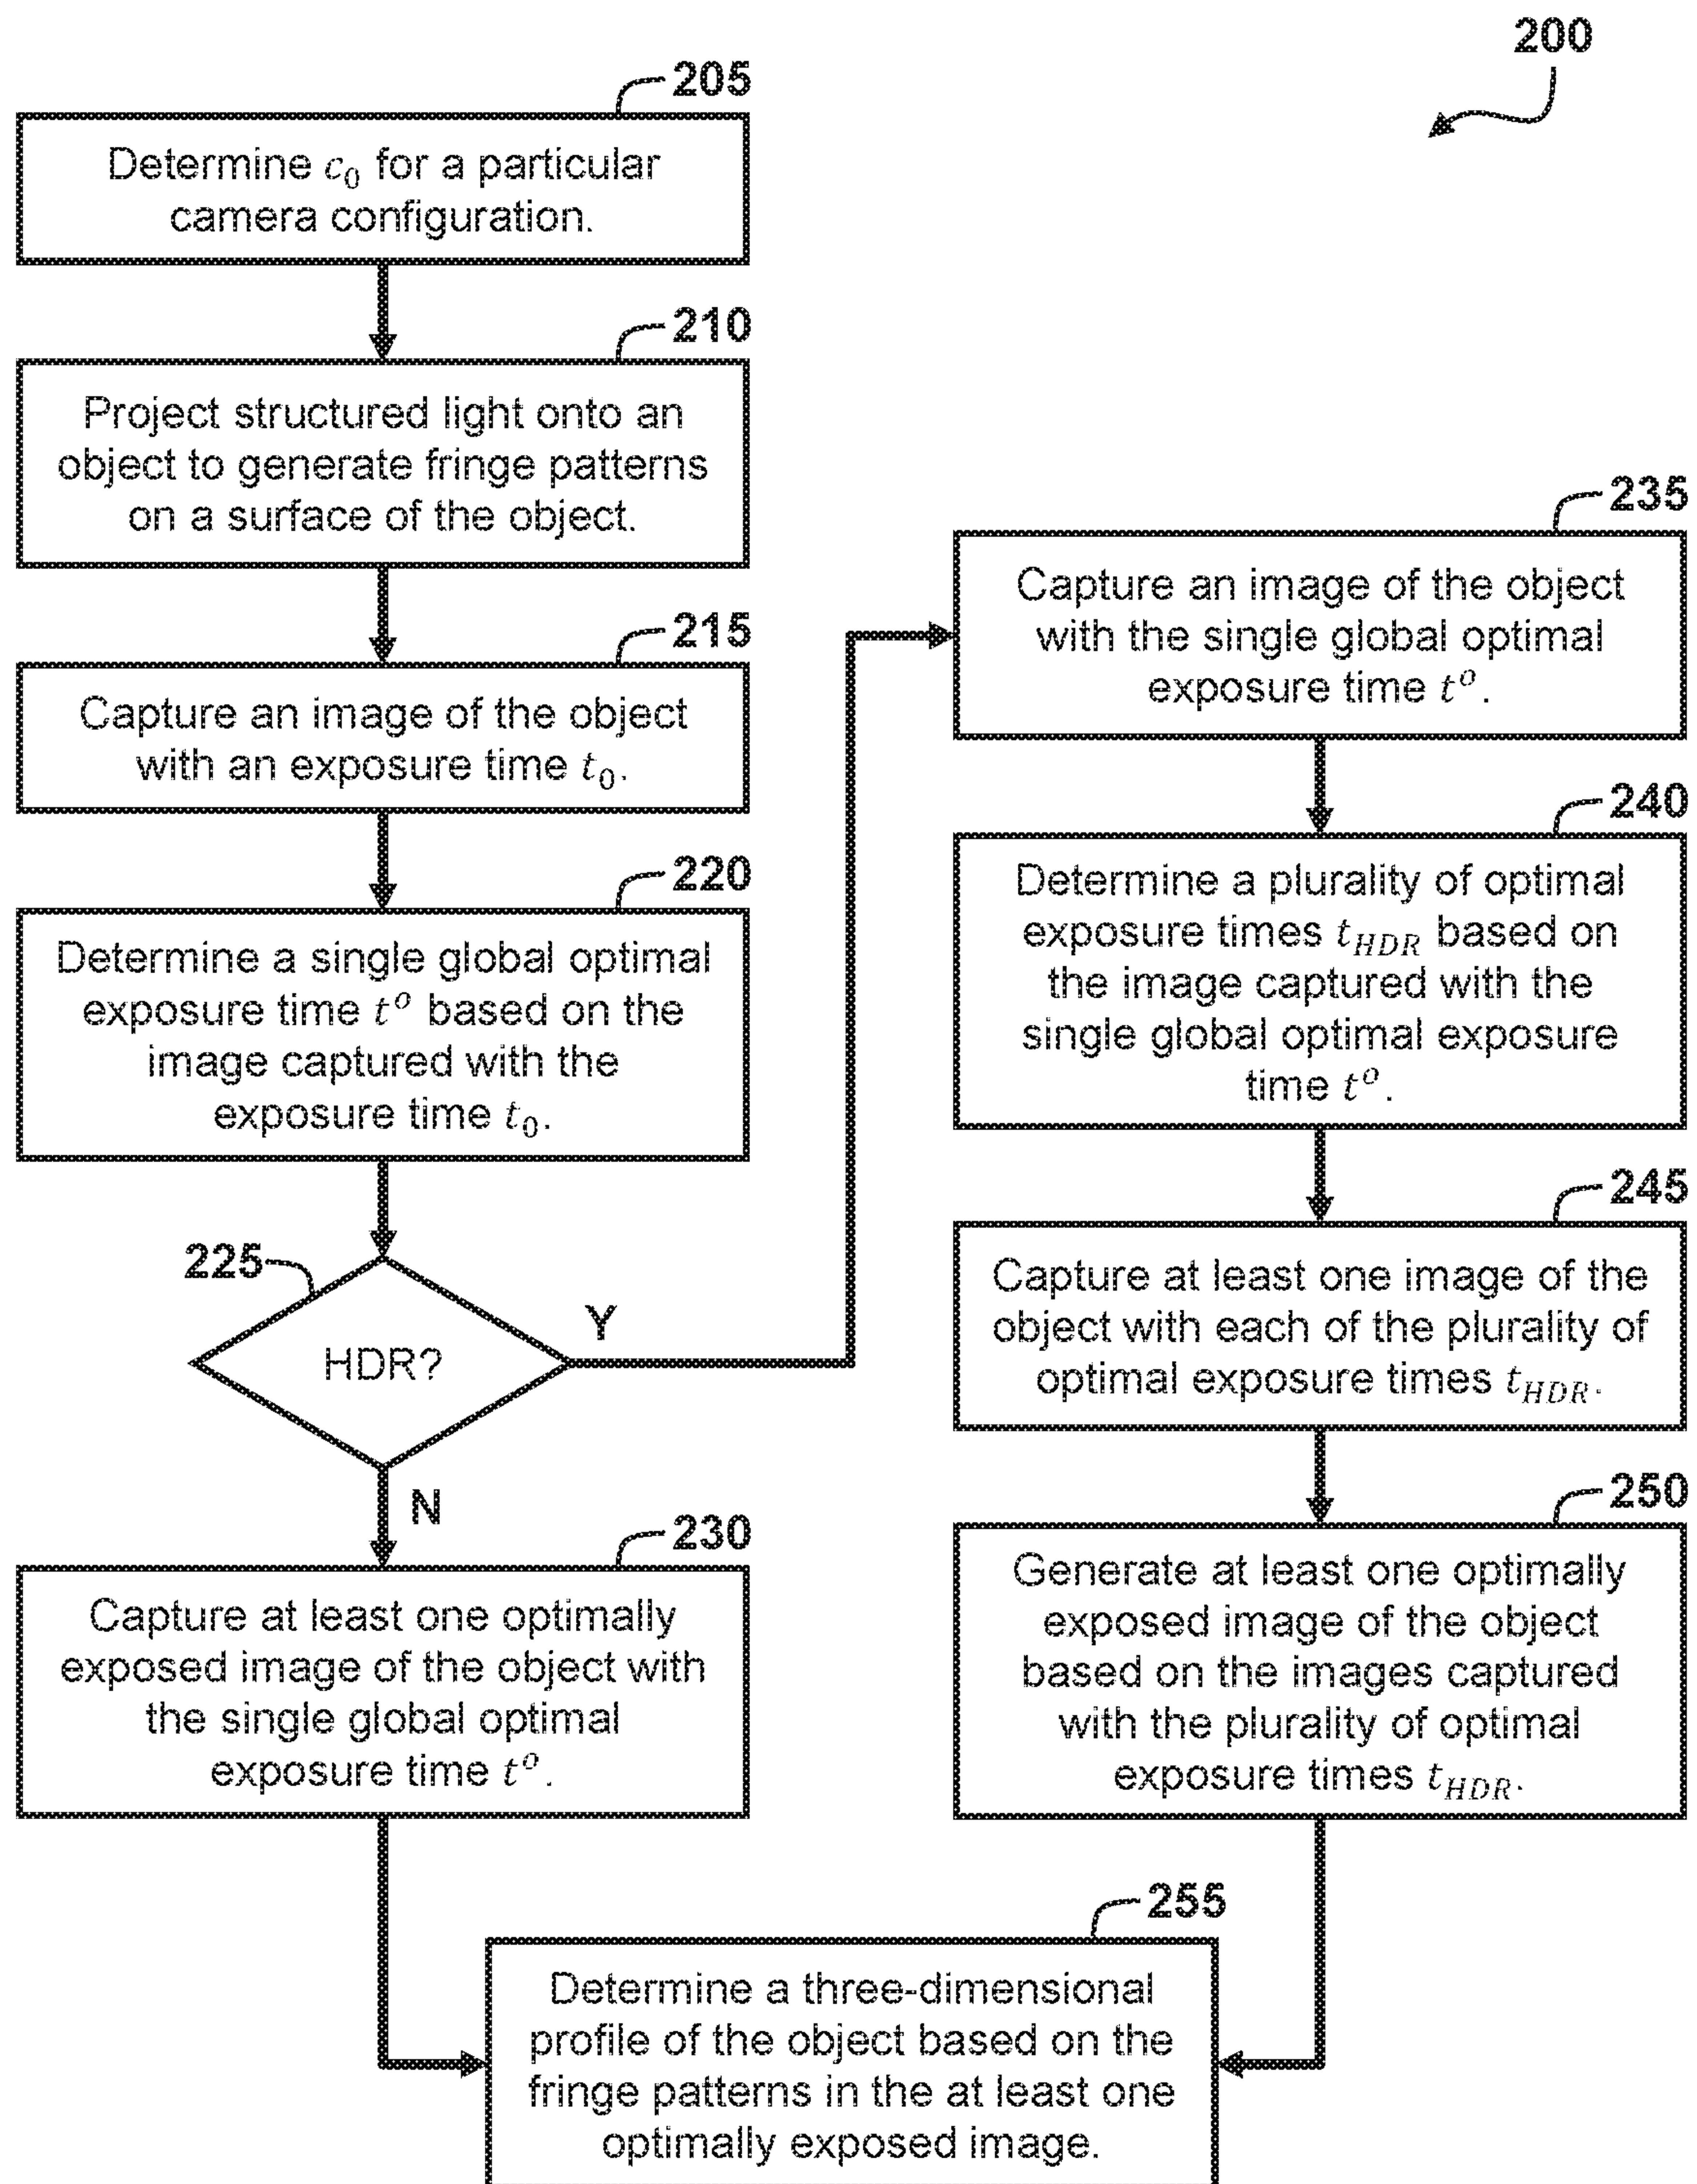 200
205
Determine c₀ for a particular
camera configuration.
210
Project structured light onto an
object to generate fringe patterns
on a surface of the object.
215
Capture an image of the object
with an exposure time t₀.
220
Determine a single global optimal
exposure time tᵒ based on the
image captured with the
exposure time t₀.
225
HDR?
Y
N
230
Capture at least one optimally
exposed image of the object with
the single global optimal
exposure time tᵒ.
235
Capture an image of the object
with the single global optimal
exposure time tᵒ.
240
Determine a plurality of optimal
exposure times t_HDR based on
the image captured with the
single global optimal exposure
time tᵒ.
245
Capture at least one image of the
object with each of the plurality of
optimal exposure times t_HDR.
250
Generate at least one optimally
exposed image of the object
based on the images captured
with the plurality of optimal
exposure times t_HDR.
255
Determine a three-dimensional
profile of the object based on the
fringe patterns in the at least one
optimally exposed image.